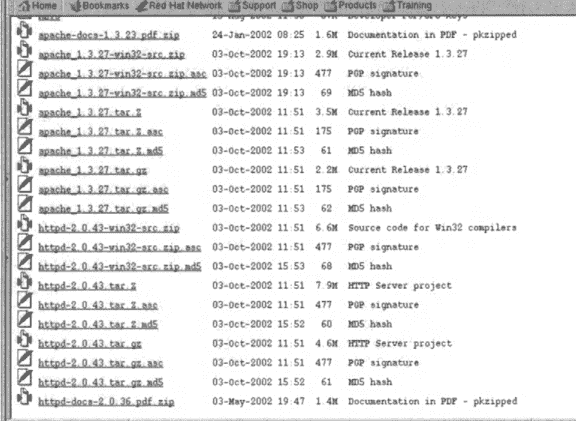 Home Bookmarks Red Hat Network Support Shop Products Training
apache-docs-1.3.23.pdf.zip 24-Jan-2002 08:25 1.6M Documentation in PDF - pkzipped
apache_1.3.27-win32-src.zip 03-Oct-2002 19:13 2.9M Current Release 1.3.27
apache_1.3.27-win32-src.zip.asc 03-Oct-2002 19:13 477 PGP signature
apache_1.3.27-win32-src.zip.md5 03-Oct-2002 19:13 69 MD5 hash
apache_1.3.27.tar.Z 03-Oct-2002 11:51 3.5M Current Release 1.3.27
apache_1.3.27.tar.Z.asc 03-Oct-2002 11:51 175 PGP signature
apache_1.3.27.tar.Z.md5 03-Oct-2002 11:53 61 MD5 hash
apache_1.3.27.tar.gz 03-Oct-2002 11:51 2.2M Current Release 1.3.27
apache_1.3.27.tar.gz.asc 03-Oct-2002 11:51 175 PGP signature
apache_1.3.27.tar.gz.md5 03-Oct-2002 11:53 62 MD5 hash
httpd-2.0.43-win32-src.zip 03-Oct-2002 11:51 6.6M Source code for Win32 compilers
httpd-2.0.43-win32-src.zip.asc 03-Oct-2002 11:51 477 PGP signature
httpd-2.0.43-win32-src.zip.md5 03-Oct-2002 15:53 68 MD5 hash
httpd-2.0.43.tar.Z 03-Oct-2002 11:51 7.9M HTTP Server project
httpd-2.0.43.tar.Z.asc 03-Oct-2002 11:51 477 PGP signature
httpd-2.0.43.tar.Z.md5 03-Oct-2002 15:52 60 MD5 hash
httpd-2.0.43.tar.gz 03-Oct-2002 11:51 4.6M HTTP Server project
httpd-2.0.43.tar.gz.asc 03-Oct-2002 11:51 477 PGP signature
httpd-2.0.43.tar.gz.md5 03-Oct-2002 15:52 61 MD5 hash
httpd-docs-2.0.36.pdf.zip 03-May-2002 19:47 1.4M Documentation in PDF - pkzipped